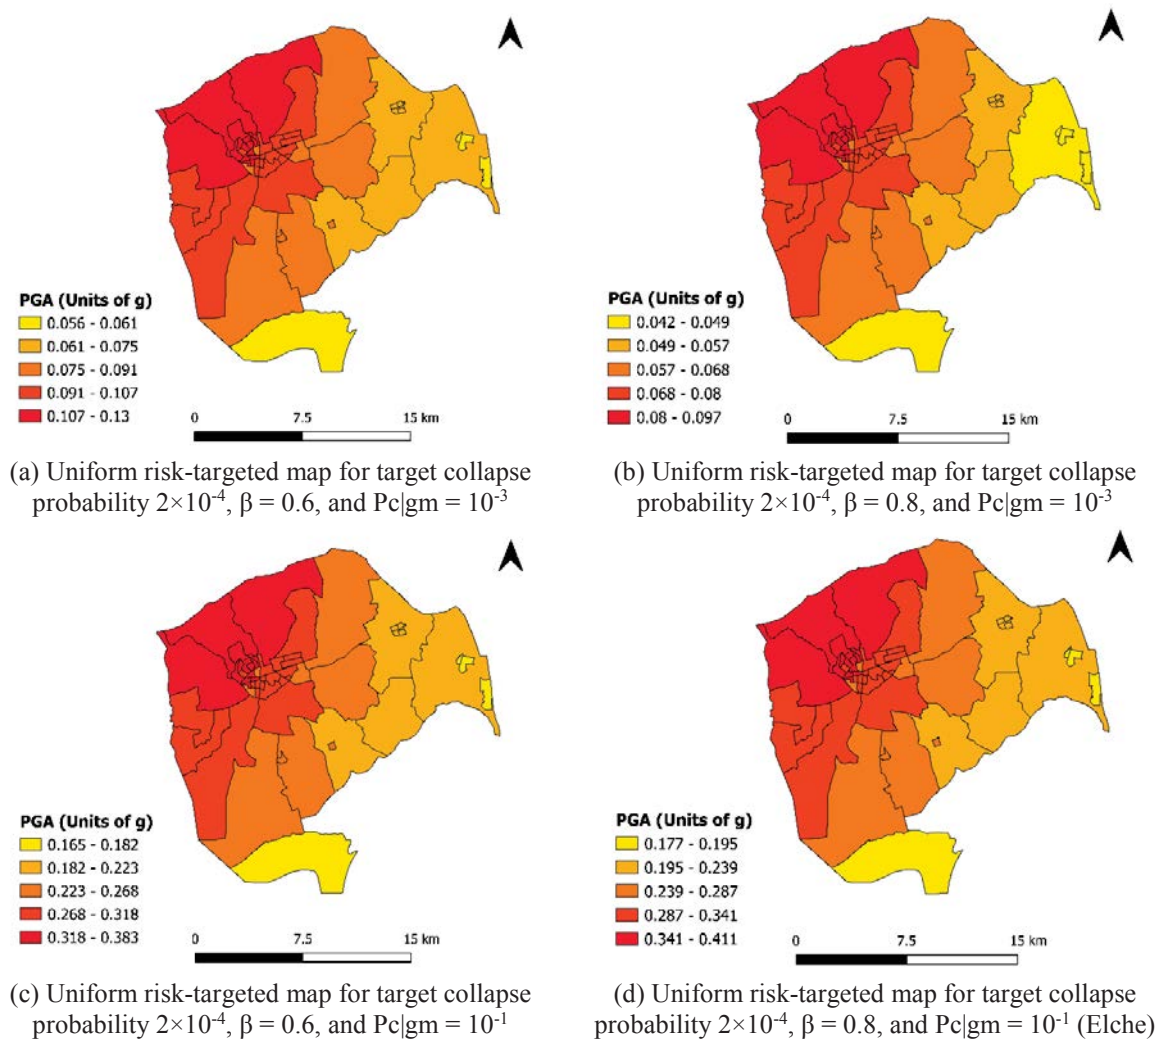 PGA (Units of g)
0.056 - 0.061
0.061 - 0.075
0.075 - 0.091
0.091 - 0.107
0.107 - 0.13
0 7.5 15 km
(a) Uniform risk-targeted map for target collapse
probability 2×10⁻⁴, β = 0.6, and Pc|gm = 10⁻³
PGA (Units of g)
0.042 - 0.049
0.049 - 0.057
0.057 - 0.068
0.068 - 0.08
0.08 - 0.097
0 7.5 15 km
(b) Uniform risk-targeted map for target collapse
probability 2×10⁻⁴, β = 0.8, and Pc|gm = 10⁻³
PGA (Units of g)
0.165 - 0.182
0.182 - 0.223
0.223 - 0.268
0.268 - 0.318
0.318 - 0.383
0 7.5 15 km
(c) Uniform risk-targeted map for target collapse
probability 2×10⁻⁴, β = 0.6, and Pc|gm = 10⁻¹
PGA (Units of g)
0.177 - 0.195
0.195 - 0.239
0.239 - 0.287
0.287 - 0.341
0.341 - 0.411
0 7.5 15 km
(d) Uniform risk-targeted map for target collapse
probability 2×10⁻⁴, β = 0.8, and Pc|gm = 10⁻¹ (Elche)